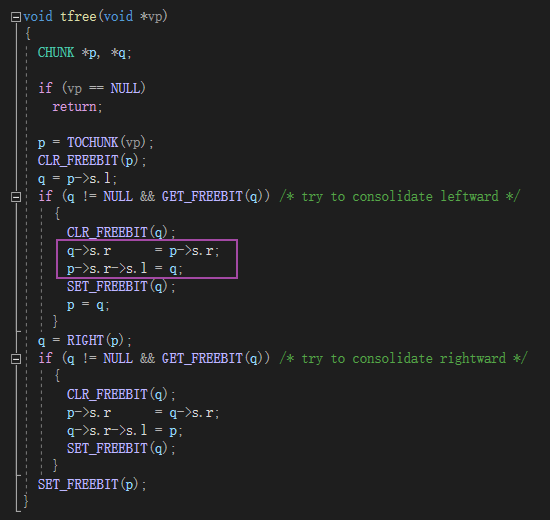 void tfree(void *vp)
{
  CHUNK *p, *q;

  if (vp == NULL)
    return;

  p = TOCHUNK(vp);
  CLR_FREEBIT(p);
  q = p->s.l;
  if (q != NULL && GET_FREEBIT(q)) /* try to consolidate leftward */
    {
      CLR_FREEBIT(q);
      q->s.r      = p->s.r;
      p->s.r->s.l = q;
      SET_FREEBIT(q);
      p = q;
    }
  q = RIGHT(p);
  if (q != NULL && GET_FREEBIT(q)) /* try to consolidate rightward */
    {
      CLR_FREEBIT(q);
      p->s.r      = q->s.r;
      q->s.r->s.l = p;
      SET_FREEBIT(q);
    }
  SET_FREEBIT(p);
}